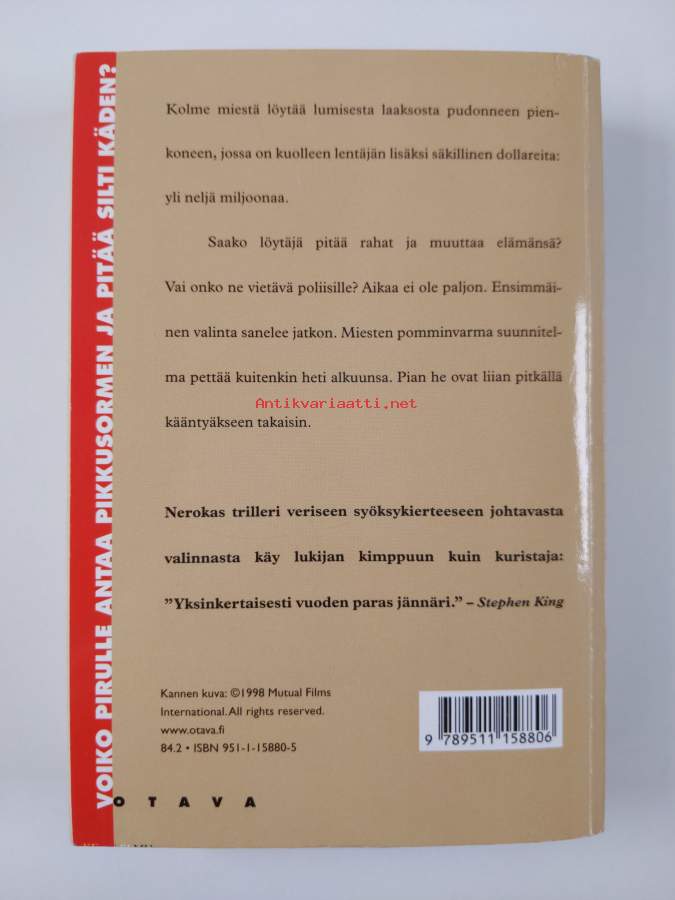 VOIKO PIRULLE ANTAA PIKKUSORMEN JA PITÄÄ SILTI KÄDEN?
Kolme miestä löytää lumisesta laaksosta pudonneen pien-
koneen, jossa on kuolleen lentäjän lisäksi säkillinen dollareita:
yli neljä miljoonaa.
Saako löytäjä pitää rahat ja muuttaa elämänsä?
Vai onko ne vietävä poliisille? Aikaa ei ole paljon. Ensimmäi-
nen valinta sanelee jatkon. Miesten pomminvarma suunnitel-
ma pettää kuitenkin heti alkuunsa. Pian he ovat liian pitkällä
Antikvariaatti.net
kääntyäkseen takaisin.
Nerokas trilleri veriseen syöksykierteeseen johtavasta
valinnasta käy lukijan kimppuun kuin kuristaja:
”Yksinkertaisesti vuoden paras jännäri.” – Stephen King
Kannen kuva: ©1998 Mutual Films
International. All rights reserved.
www.otava.fi
84.2 • ISBN 951-1-15880-5
9 789511 158806
OTAVA